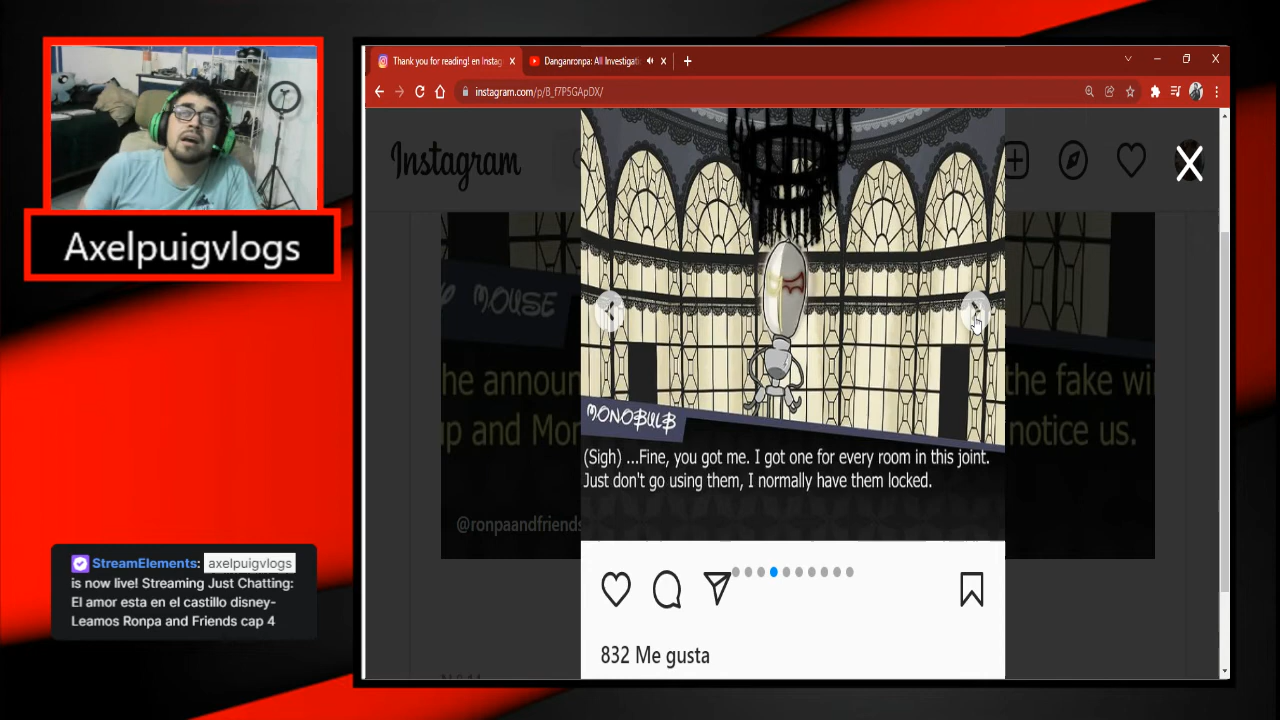 Axelpuigvlogs
StreamElements: axelpuigvlogs
is now live! Streaming Just Chatting:
El amor esta en el castillo disney-
Leamos Ronpa and Friends cap 4
Thank you for reading! en Instag
Danganronpa: All Investigati
instagram.com/p/B_f7P5GApDX/
Instagram
MOUSE
he announ
the fake wi
up and Mon
notice us.
@ronpaandfriends
MONOBULB
(Sigh) ...Fine, you got me. I got one for every room in this joint.
Just don't go using them, I normally have them locked.
832 Me gusta